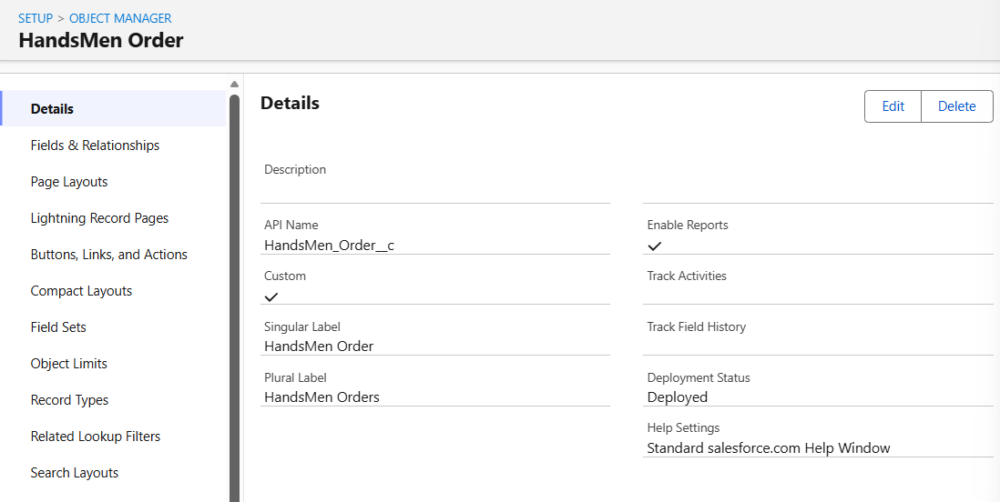 SETUP > OBJECT MANAGER
HandsMen Order
Details
Fields & Relationships
Page Layouts
Lightning Record Pages
Buttons, Links, and Actions
Compact Layouts
Field Sets
Object Limits
Record Types
Related Lookup Filters
Search Layouts
Details
Edit
Delete
Description
API Name
HandsMen_Order__c
Custom
Singular Label
HandsMen Order
Plural Label
HandsMen Orders
Enable Reports
Track Activities
Track Field History
Deployment Status
Deployed
Help Settings
Standard salesforce.com Help Window